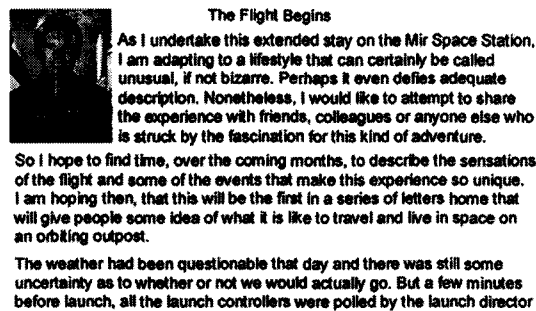 The Flight Begins
As I undertake this extended stay on the Mir Space Station,
I am adapting to a lifestyle that can certainly be called
unusual, if not bizarre. Perhaps it even defies adequate
description. Nonetheless, I would like to attempt to share
the experience with friends, colleagues or anyone else who
is struck by the fascination for this kind of adventure.
So I hope to find time, over the coming months, to describe the sensations
of the flight and some of the events that make this experience so unique.
I am hoping then, that this will be the first in a series of letters home that
will give people some idea of what it is like to travel and live in space on
an orbiting outpost.
The weather had been questionable that day and there was still some
uncertainty as to whether or not we would actually go. But a few minutes
before launch, all the launch controllers were polled by the launch director